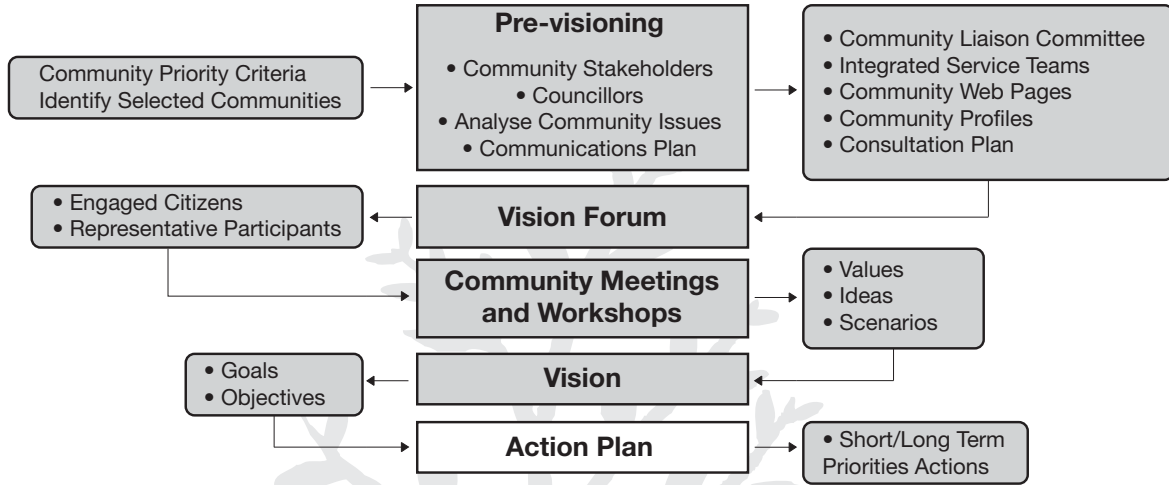 Community Priority Criteria
Identify Selected Communities
Pre-visioning
• Community Stakeholders
• Councillors
• Analyse Community Issues
• Communications Plan
• Community Liaison Committee
• Integrated Service Teams
• Community Web Pages
• Community Profiles
• Consultation Plan
Vision Forum
• Engaged Citizens
• Representative Participants
Community Meetings
and Workshops
• Values
• Ideas
• Scenarios
Vision
• Goals
• Objectives
Action Plan
• Short/Long Term
Priorities Actions